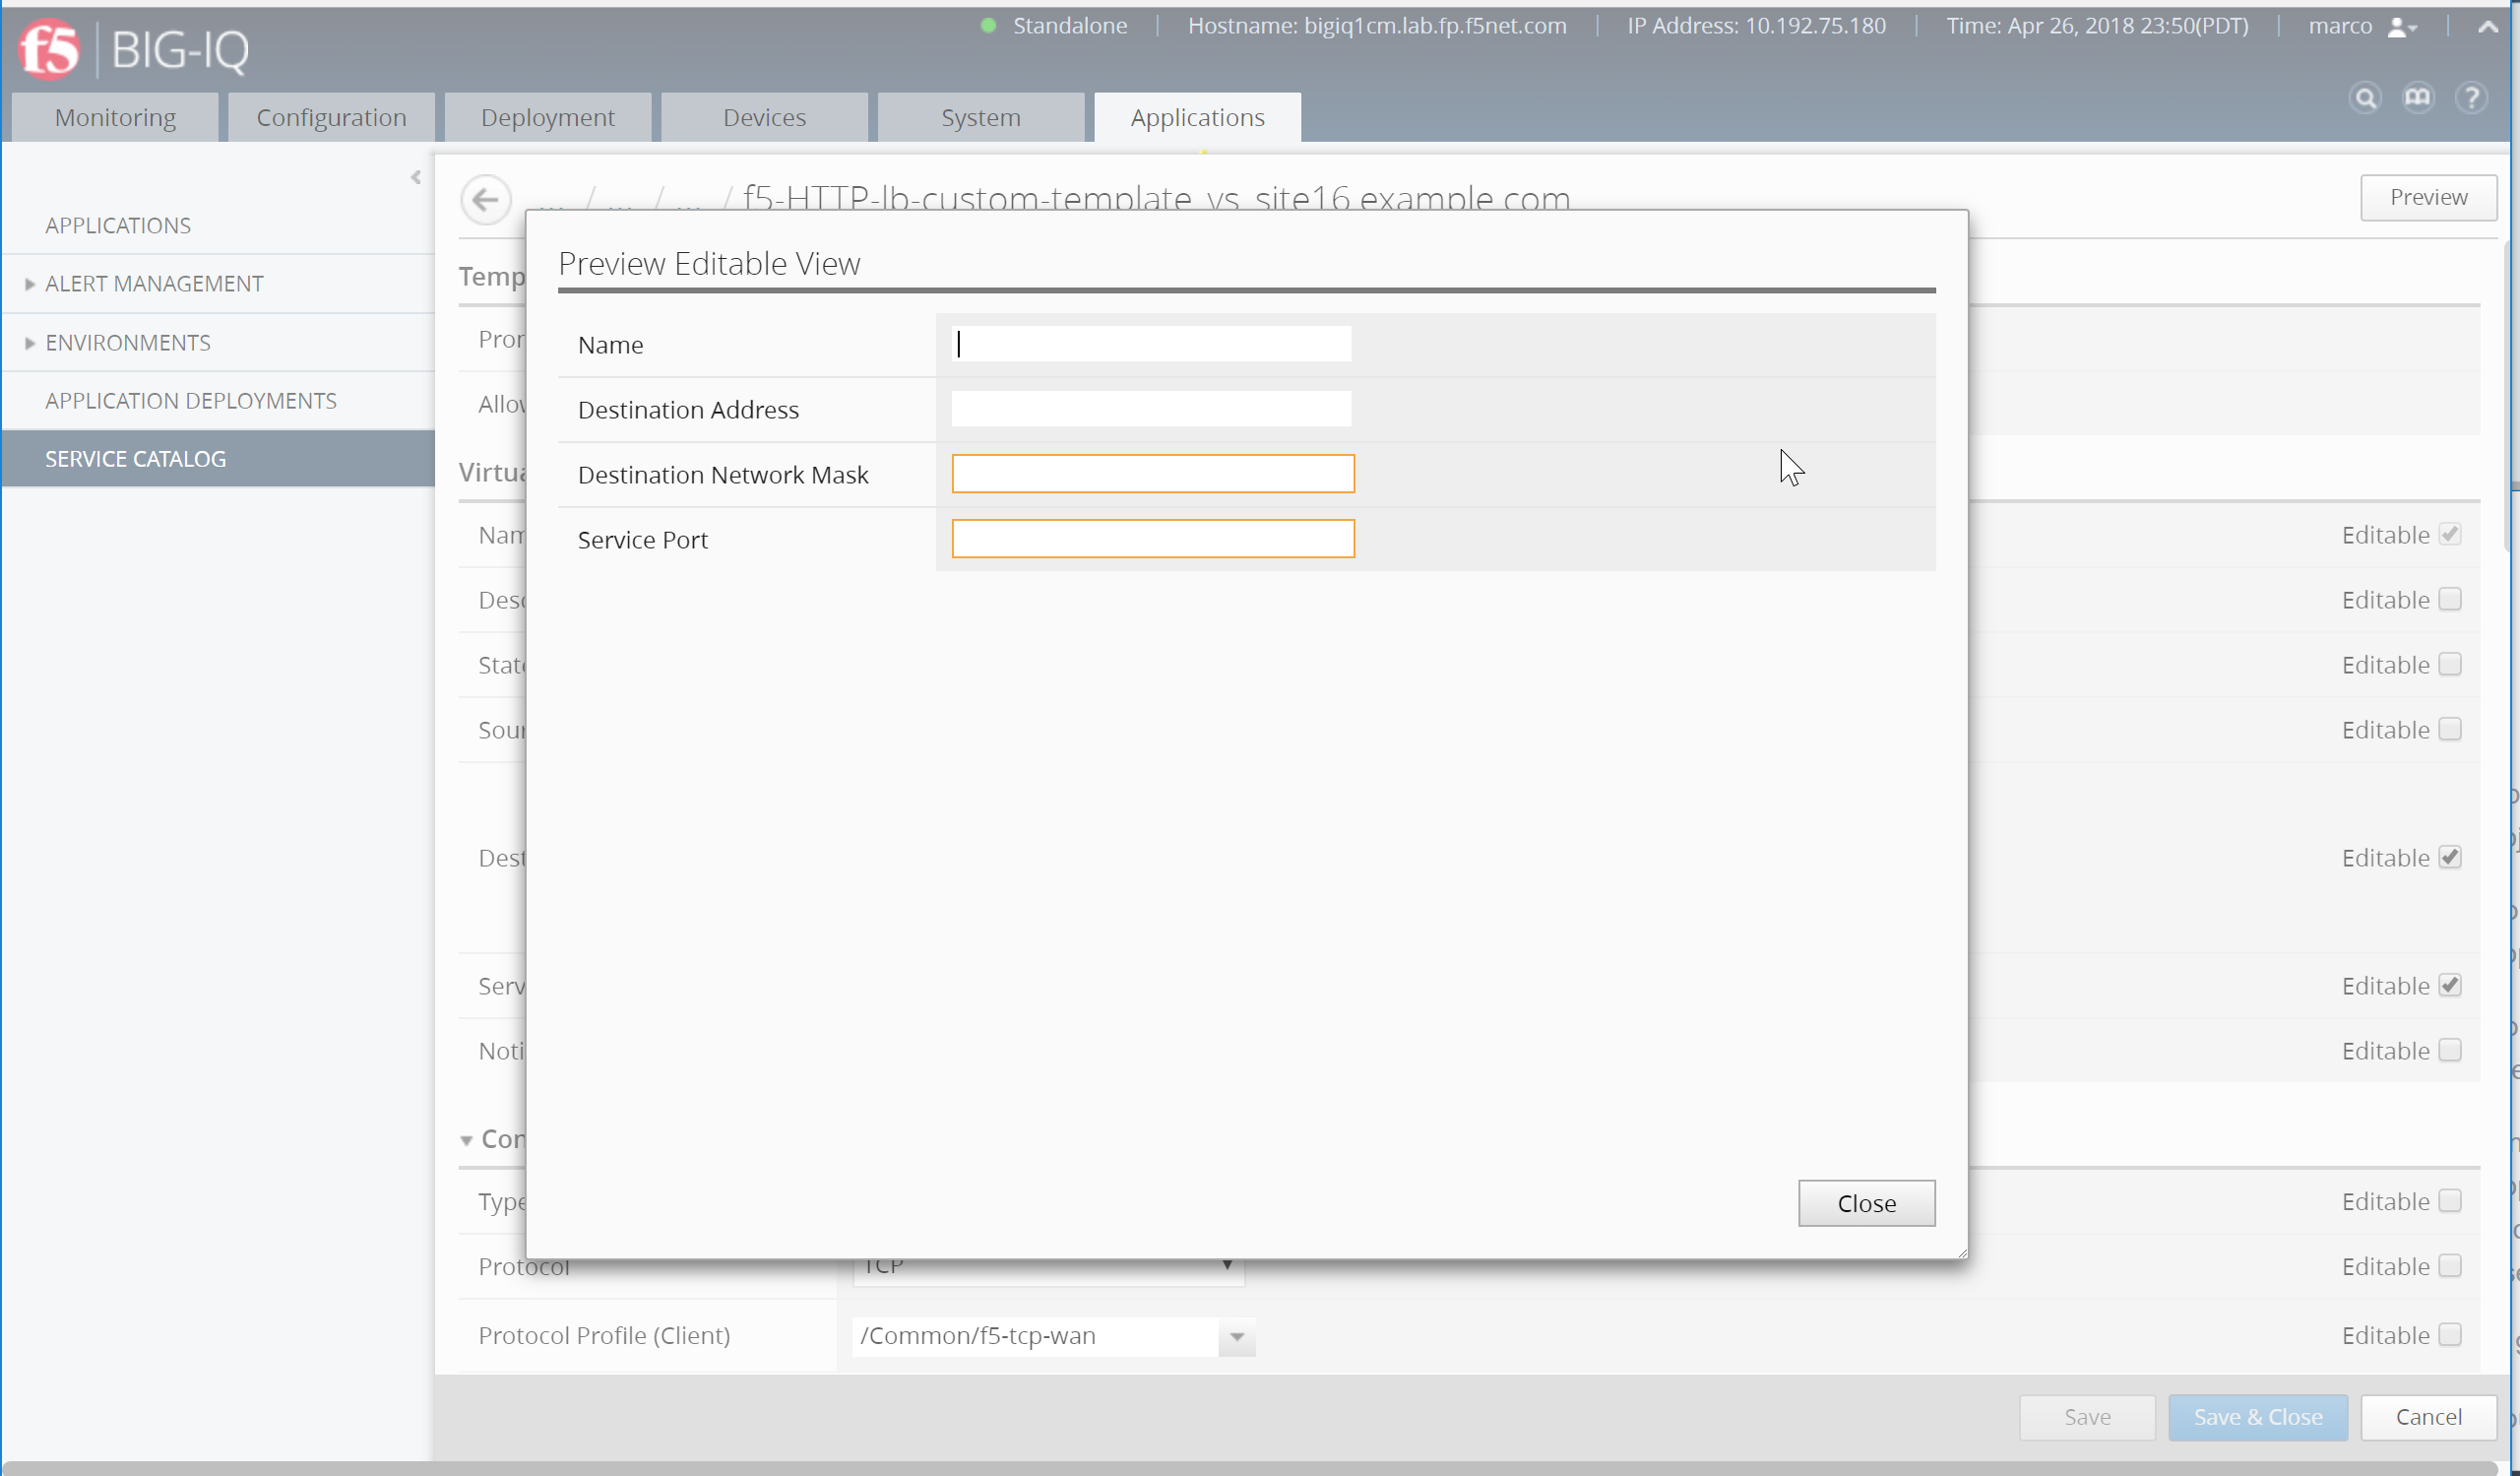 f5 BIG-IQ
Standalone | Hostname: bigiq1cm.lab.fp.f5net.com | IP Address: 10.192.75.180 | Time: Apr 26, 2018 23:50(PDT) | marco
Monitoring Configuration Deployment Devices System Applications
APPLICATIONS
ALERT MANAGEMENT
ENVIRONMENTS
APPLICATION DEPLOYMENTS
SERVICE CATALOG
... / ... / ... / f5-HTTP-lb-custom-template_vs_site16.example.com
Preview
Preview Editable View
Name
Destination Address
Destination Network Mask
Service Port
Close
Temp
Pror
Allov
Virtua
Nam Editable
Desc Editable
State Editable
Sour Editable
Dest Editable
Serv Editable
Noti Editable
Con
Type Editable
Protocol TCP Editable
Protocol Profile (Client) /Common/f5-tcp-wan Editable
Save Save & Close Cancel